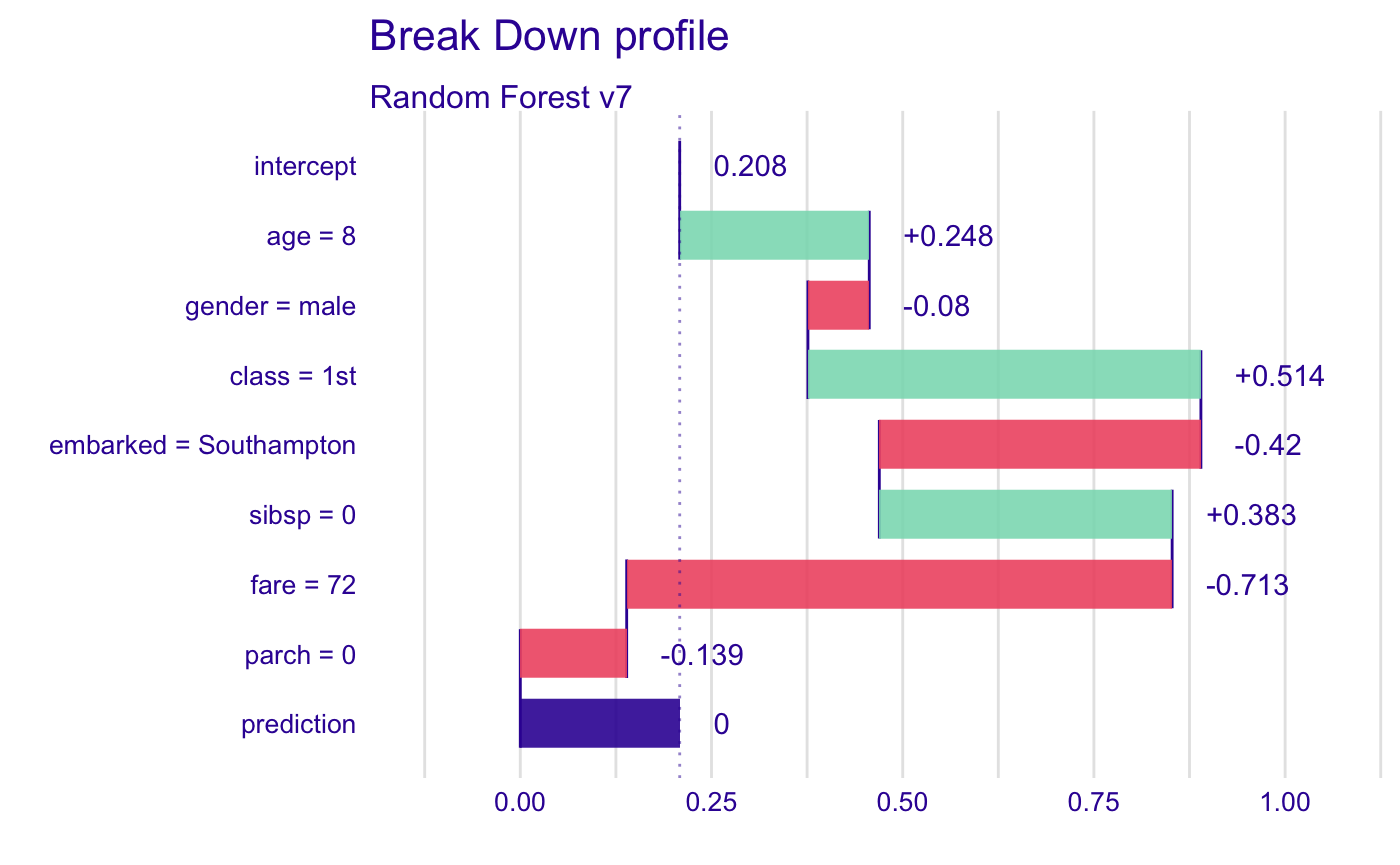 Break Down profile
Random Forest v7
intercept 0.208
age = 8 +0.248
gender = male -0.08
class = 1st +0.514
embarked = Southampton -0.42
sibsp = 0 +0.383
fare = 72 -0.713
parch = 0 -0.139
prediction 0
0.00 0.25 0.50 0.75 1.00